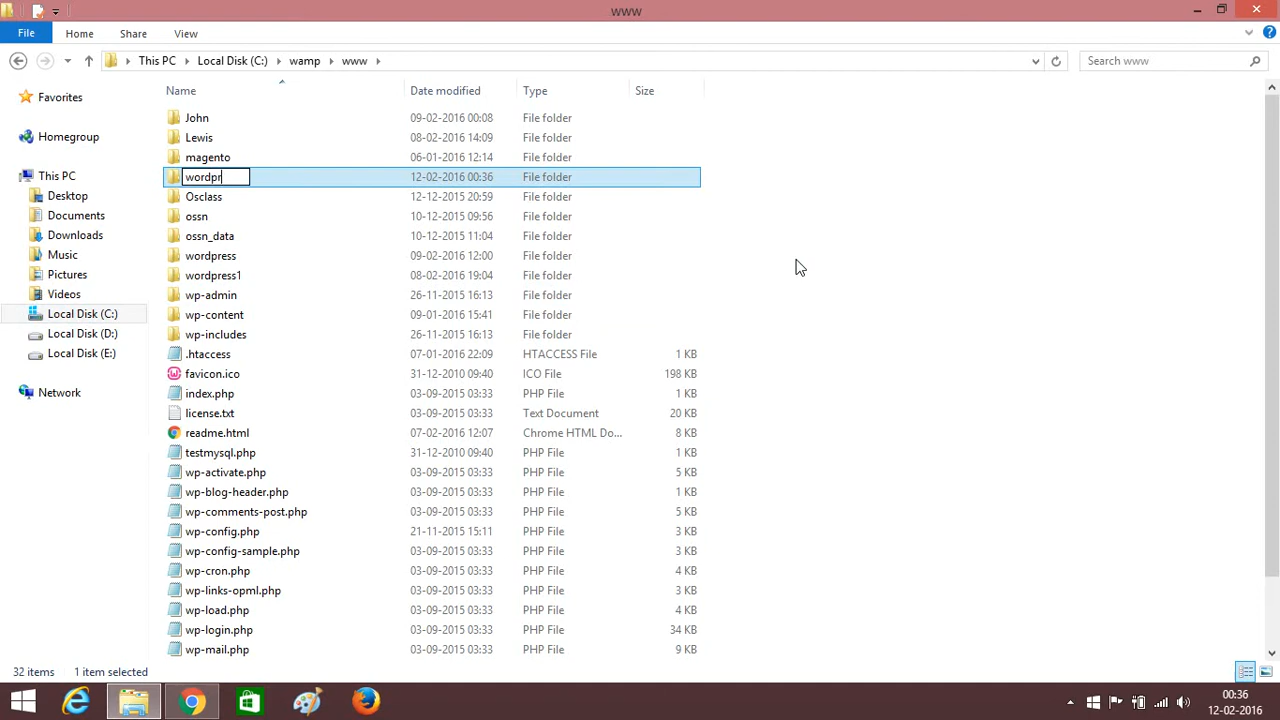 www
File Home Share View
This PC Local Disk (C:) wamp www Search www
Name Date modified Type Size
Favorites
Homegroup
This PC
Desktop
Documents
Downloads
Music
Pictures
Videos
Local Disk (C:)
Local Disk (D:)
Local Disk (E:)
Network
John 09-02-2016 00:08 File folder
Lewis 08-02-2016 14:09 File folder
magento 06-01-2016 12:14 File folder
wordpr 12-02-2016 00:36 File folder
Osclass 12-12-2015 20:59 File folder
ossn 10-12-2015 09:56 File folder
ossn_data 10-12-2015 11:04 File folder
wordpress 09-02-2016 12:00 File folder
wordpress1 08-02-2016 19:04 File folder
wp-admin 26-11-2015 16:13 File folder
wp-content 09-01-2016 15:41 File folder
wp-includes 26-11-2015 16:13 File folder
.htaccess 07-01-2016 22:09 HTACCESS File 1 KB
favicon.ico 31-12-2010 09:40 ICO File 198 KB
index.php 03-09-2015 03:33 PHP File 1 KB
license.txt 03-09-2015 03:33 Text Document 20 KB
readme.html 07-02-2016 12:07 Chrome HTML Do... 8 KB
testmysql.php 31-12-2010 09:40 PHP File 1 KB
wp-activate.php 03-09-2015 03:33 PHP File 5 KB
wp-blog-header.php 03-09-2015 03:33 PHP File 1 KB
wp-comments-post.php 03-09-2015 03:33 PHP File 5 KB
wp-config.php 21-11-2015 15:11 PHP File 3 KB
wp-config-sample.php 03-09-2015 03:33 PHP File 3 KB
wp-cron.php 03-09-2015 03:33 PHP File 4 KB
wp-links-opml.php 03-09-2015 03:33 PHP File 3 KB
wp-load.php 03-09-2015 03:33 PHP File 4 KB
wp-login.php 03-09-2015 03:33 PHP File 34 KB
wp-mail.php 03-09-2015 03:33 PHP File 9 KB
32 items 1 item selected
00:36
12-02-2016